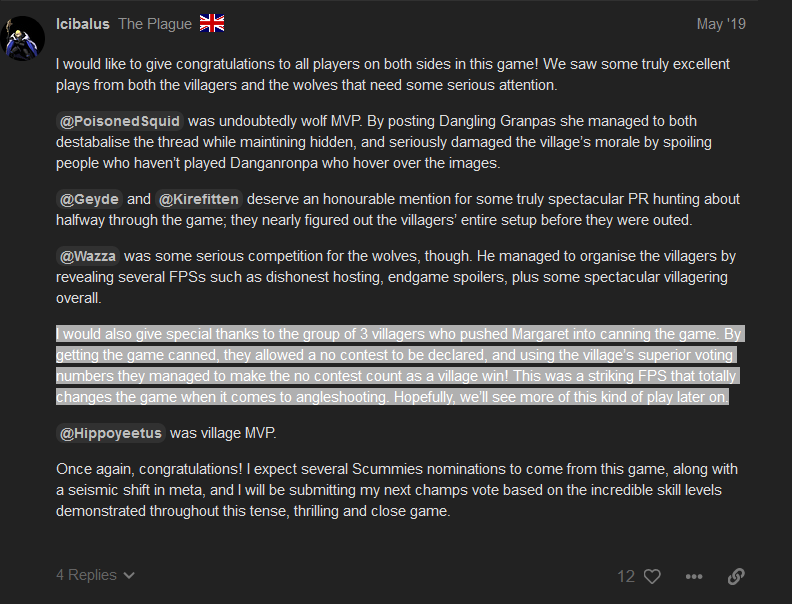 Icibalus The Plague May '19
I would like to give congratulations to all players on both sides in this game! We saw some truly excellent
plays from both the villagers and the wolves that need some serious attention.
@PoisonedSquid was undoubtedly wolf MVP. By posting Dangling Granpas she managed to both
destabalise the thread while maintining hidden, and seriously damaged the village's morale by spoiling
people who haven't played Danganronpa who hover over the images.
@Geyde and @Kirefitten deserve an honourable mention for some truly spectacular PR hunting about
halfway through the game; they nearly figured out the villagers' entire setup before they were outed.
@Wazza was some serious competition for the wolves, though. He managed to organise the villagers by
revealing several FPSs such as dishonest hosting, endgame spoilers, plus some spectacular villagering
overall.
I would also give special thanks to the group of 3 villagers who pushed Margaret into canning the game. By
getting the game canned, they allowed a no contest to be declared, and using the village's superior voting
numbers they managed to make the no contest count as a village win! This was a striking FPS that totally
changes the game when it comes to angleshooting. Hopefully, we'll see more of this kind of play later on.
@Hippoyeetus was village MVP.
Once again, congratulations! I expect several Scummies nominations to come from this game, along with
a seismic shift in meta, and I will be submitting my next champs vote based on the incredible skill levels
demonstrated throughout this tense, thrilling and close game.
4 Replies 12